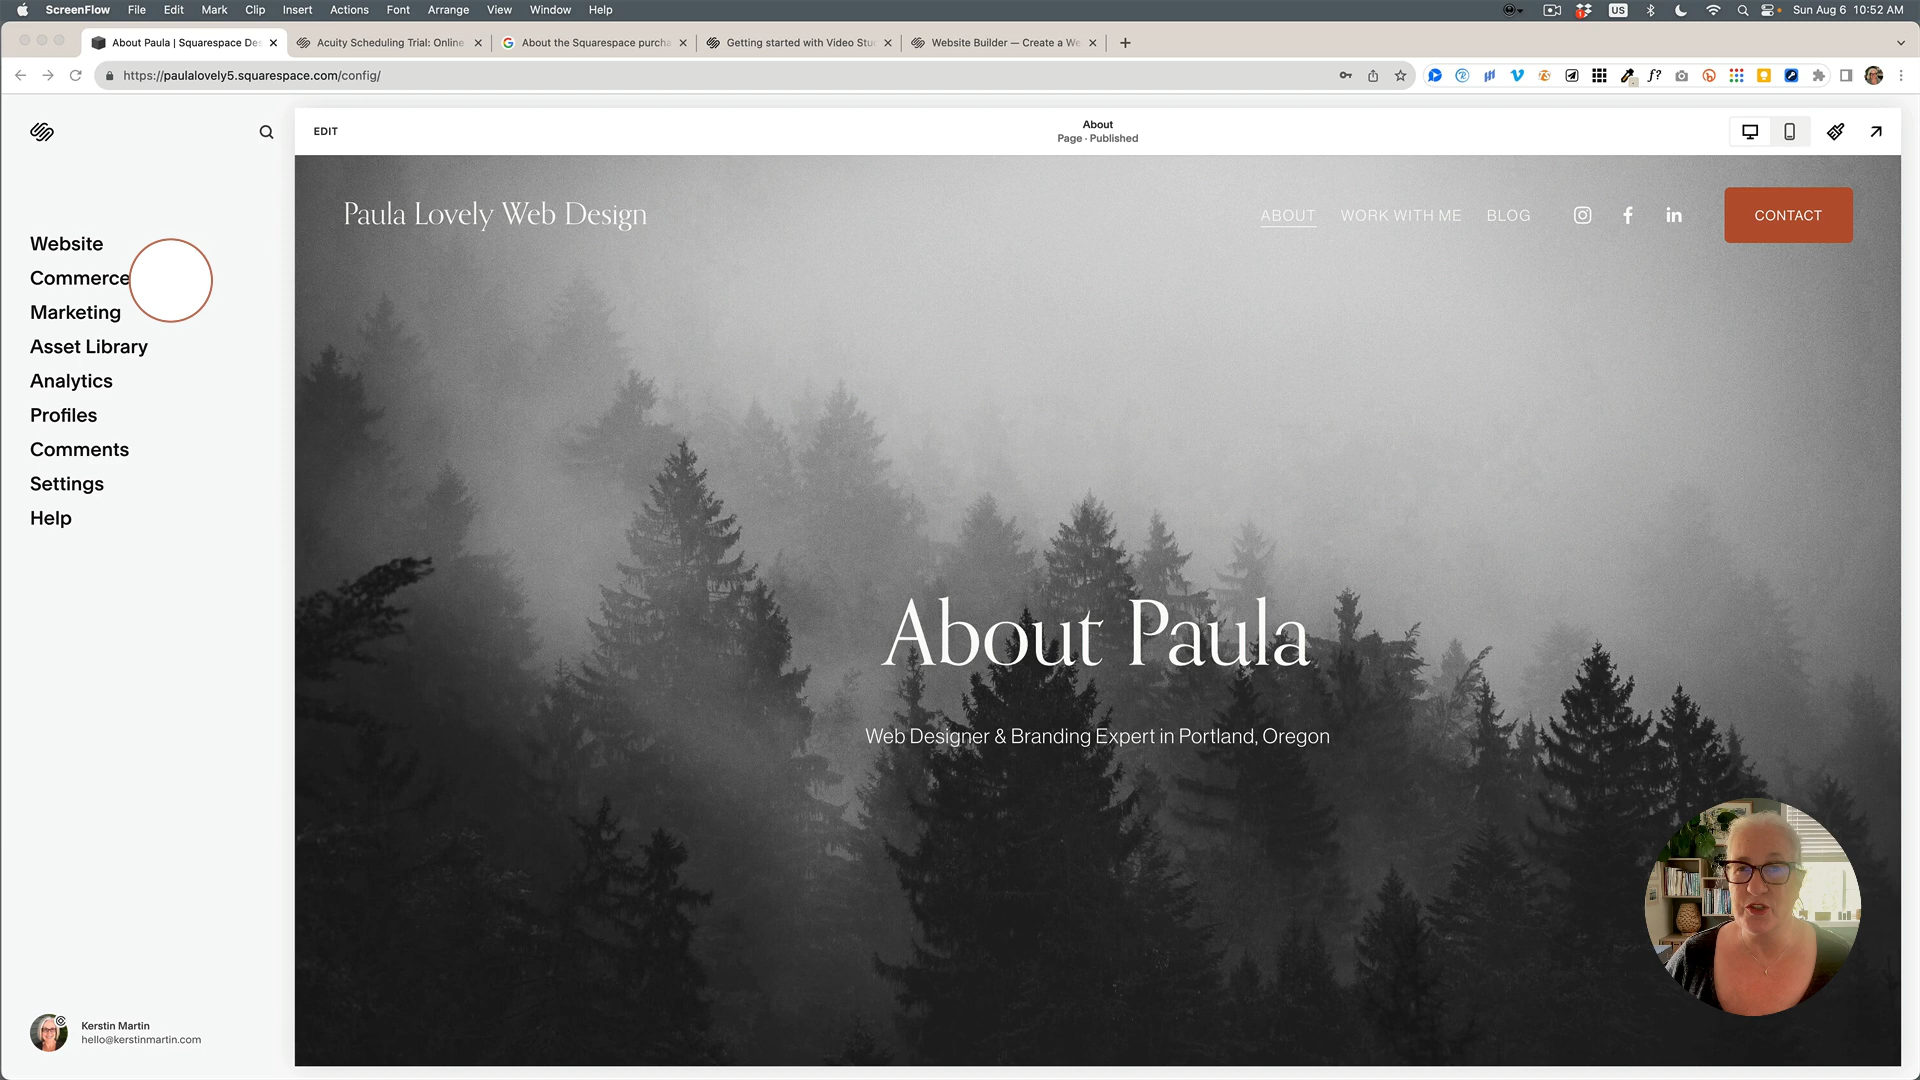 ScreenFlow File Edit Mark Clip Insert Actions Font Arrange View Window Help US Sun Aug 6 10:52 AM
About Paula | Squarespace Des Acuity Scheduling Trial: Online About the Squarespace purcha Getting started with Video Stu Website Builder — Create a We
https://paulalovely5.squarespace.com/config/
EDIT
About
Page · Published
Website
Commerce
Marketing
Asset Library
Analytics
Profiles
Comments
Settings
Help
Kerstin Martin
hello@kerstinmartin.com
Paula Lovely Web Design ABOUT WORK WITH ME BLOG CONTACT
About Paula
Web Designer & Branding Expert in Portland, Oregon